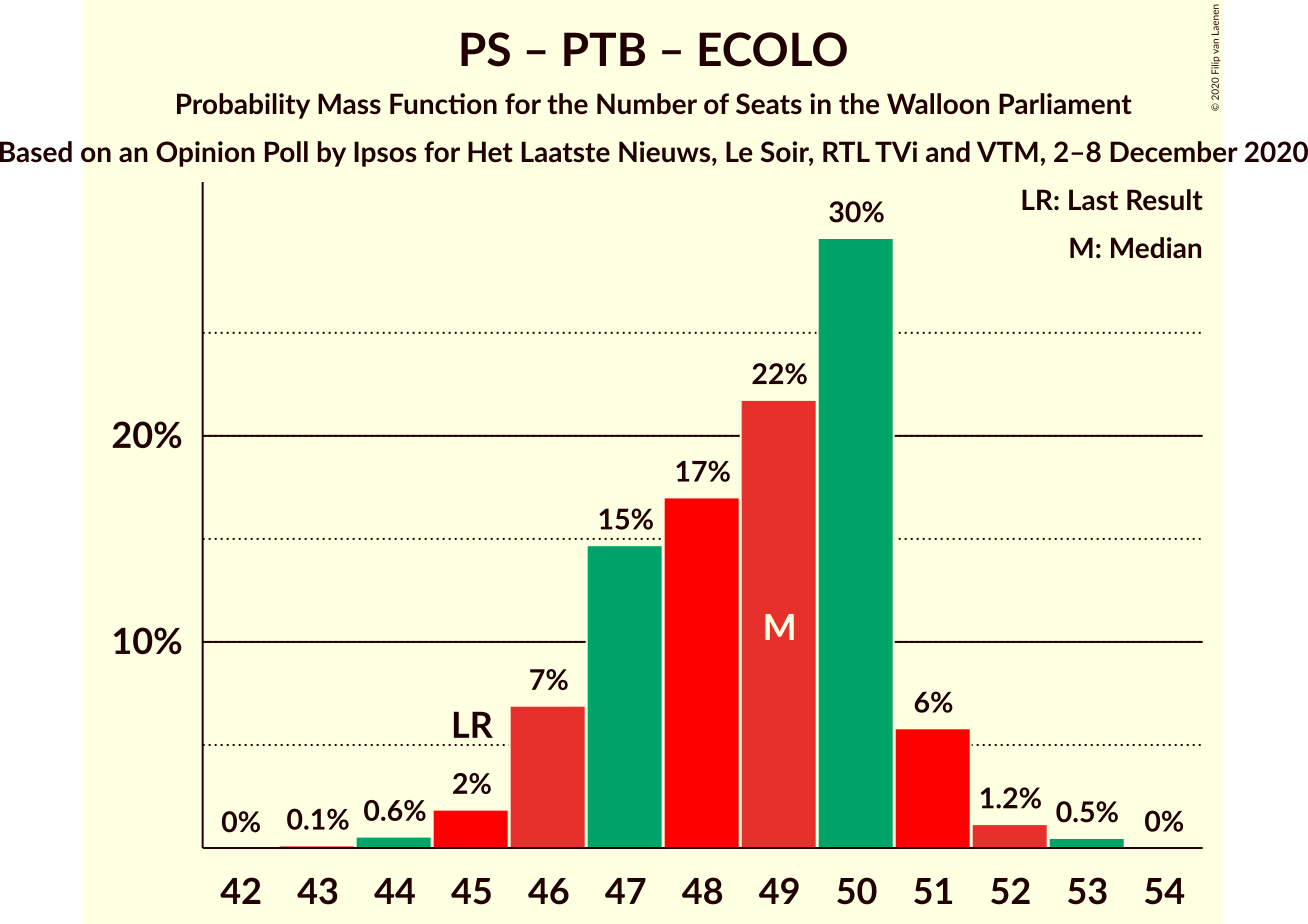 PS – PTB – ECOLO
Probability Mass Function for the Number of Seats in the Walloon Parliament
Based on an Opinion Poll by Ipsos for Het Laatste Nieuws, Le Soir, RTL TVi and VTM, 2–8 December 2020
© 2020 Filip van Laenen
LR: Last Result
M: Median
30%
22%
20%
17%
15%
M
10%
7%
6%
LR
2%
1.2%
0.6%
0.5%
0.1%
0%
0%
42 43 44 45 46 47 48 49 50 51 52 53 54